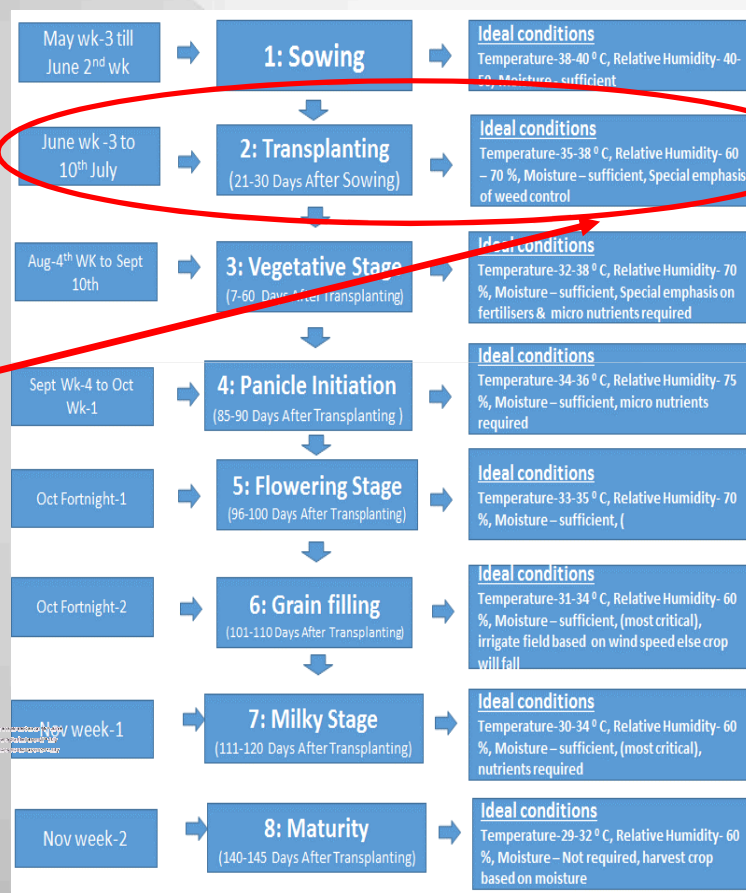 May wk-3 till
June 2nd wk
1: Sowing
Ideal conditions
Temperature-38-40 ⁰ C, Relative Humidity- 40-
50, Moisture - sufficient
June wk -3 to
10th July
2: Transplanting
(21-30 Days After Sowing)
Ideal conditions
Temperature-35-38 ⁰ C, Relative Humidity- 60
– 70 %, Moisture – sufficient, Special emphasis
of weed control
Aug-4th WK to Sept
10th
3: Vegetative Stage
(7-60 Days After Transplanting)
Ideal conditions
Temperature-32-38 ⁰ C, Relative Humidity- 70
%, Moisture – sufficient, Special emphasis on
fertilisers & micro nutrients required
Sept Wk-4 to Oct
Wk-1
4: Panicle Initiation
(85-90 Days After Transplanting )
Ideal conditions
Temperature-34-36 ⁰ C, Relative Humidity- 75
%, Moisture – sufficient, micro nutrients
required
Oct Fortnight-1
5: Flowering Stage
(96-100 Days After Transplanting)
Ideal conditions
Temperature-33-35 ⁰ C, Relative Humidity- 70
%, Moisture – sufficient, (
Oct Fortnight-2
6: Grain filling
(101-110 Days After Transplanting)
Ideal conditions
Temperature-31-34 ⁰ C, Relative Humidity- 60
%, Moisture – sufficient, (most critical),
irrigate field based on wind speed else crop
will fall
Nov week-1
7: Milky Stage
(111-120 Days After Transplanting)
Ideal conditions
Temperature-30-34 ⁰ C, Relative Humidity- 60
%, Moisture – sufficient, (most critical),
nutrients required
Nov week-2
8: Maturity
(140-145 Days After Transplanting)
Ideal conditions
Temperature-29-32 ⁰ C, Relative Humidity- 60
%, Moisture – Not required, harvest crop
based on moisture